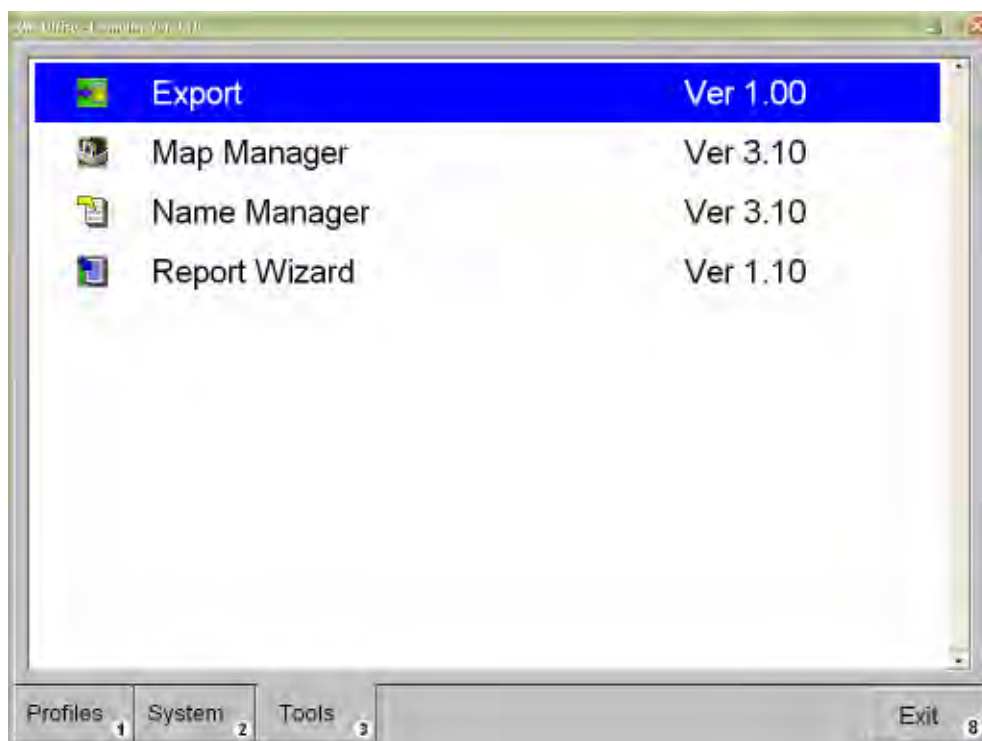 Export Ver 1.00
Map Manager Ver 3.10
Name Manager Ver 3.10
Report Wizard Ver 1.10
Profiles 1 System 2 Tools 3 Exit 8